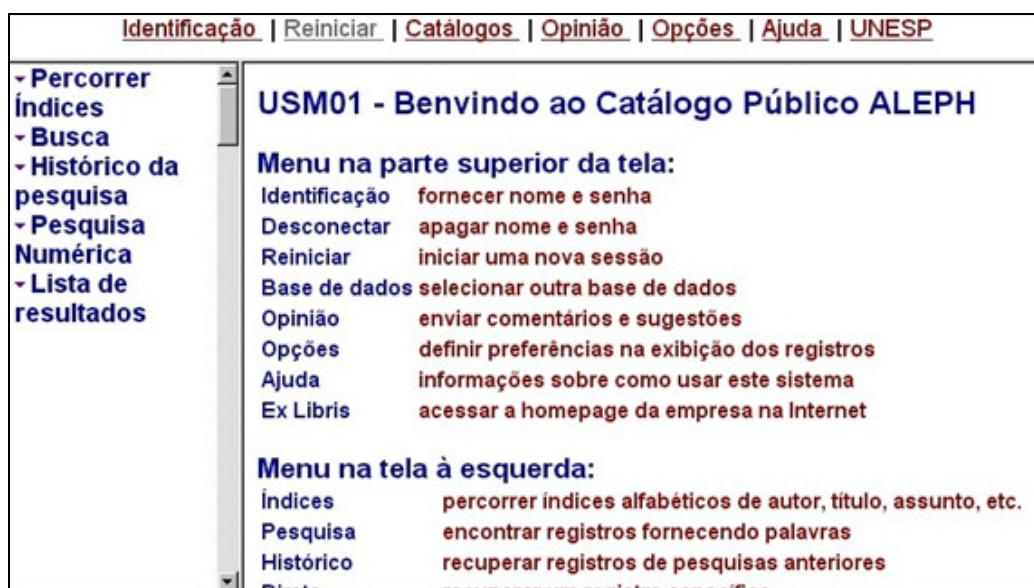 Identificação | Reiniciar | Catálogos | Opinião | Opções | Ajuda | UNESP
Percorrer
Índices
Busca
Histórico da
pesquisa
Pesquisa
Numérica
Lista de
resultados
USM01 - Benvindo ao Catálogo Público ALEPH
Menu na parte superior da tela:
Identificação fornecer nome e senha
Desconectar apagar nome e senha
Reiniciar iniciar uma nova sessão
Base de dados selecionar outra base de dados
Opinião enviar comentários e sugestões
Opções definir preferências na exibição dos registros
Ajuda informações sobre como usar este sistema
Ex Libris acessar a homepage da empresa na Internet
Menu na tela à esquerda:
Índices percorrer índices alfabéticos de autor, título, assunto, etc.
Pesquisa encontrar registros fornecendo palavras
Histórico recuperar registros de pesquisas anteriores